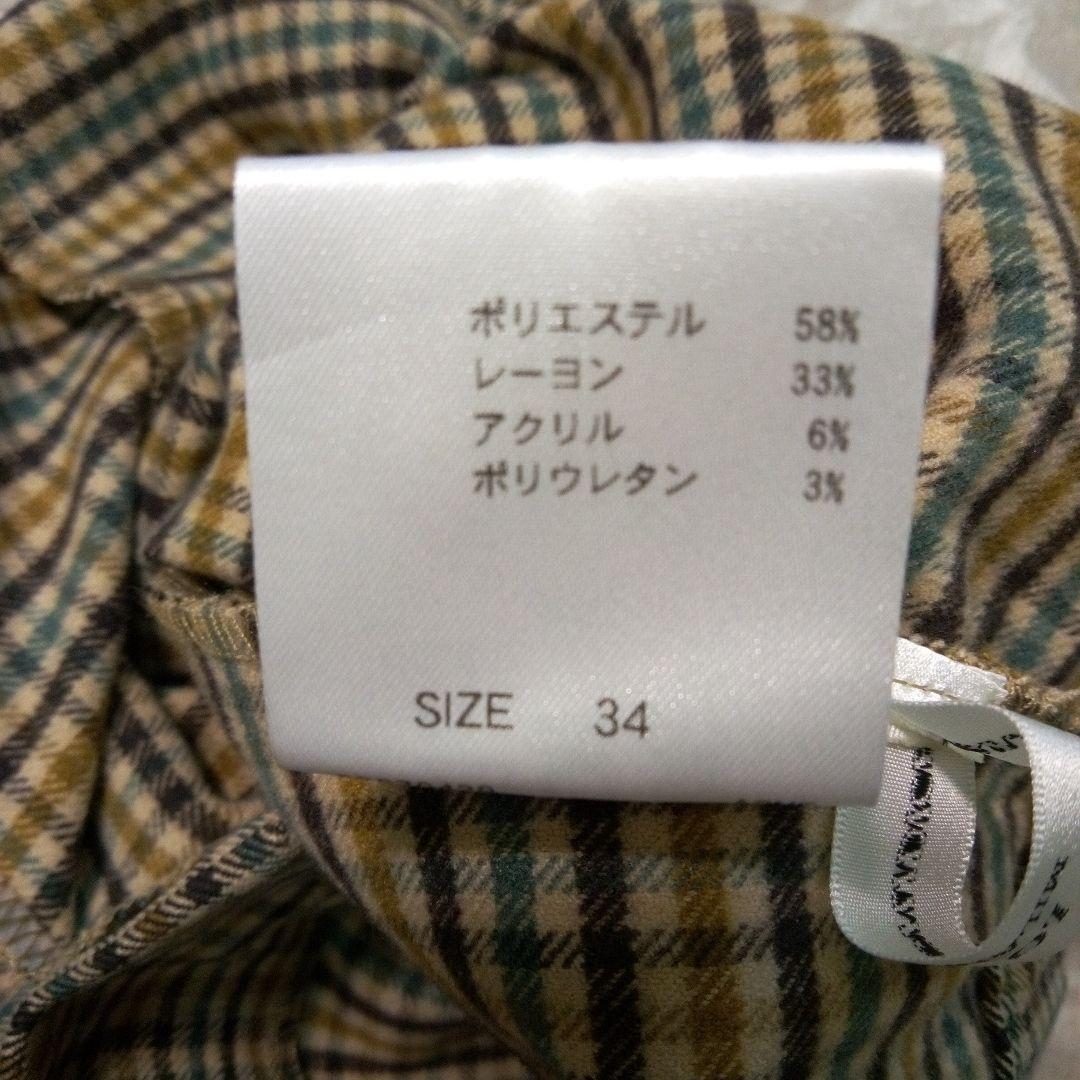 ポリエステル 58%
レーヨン 33%
アクリル 6%
ポリウレタン 3%
SIZE 34